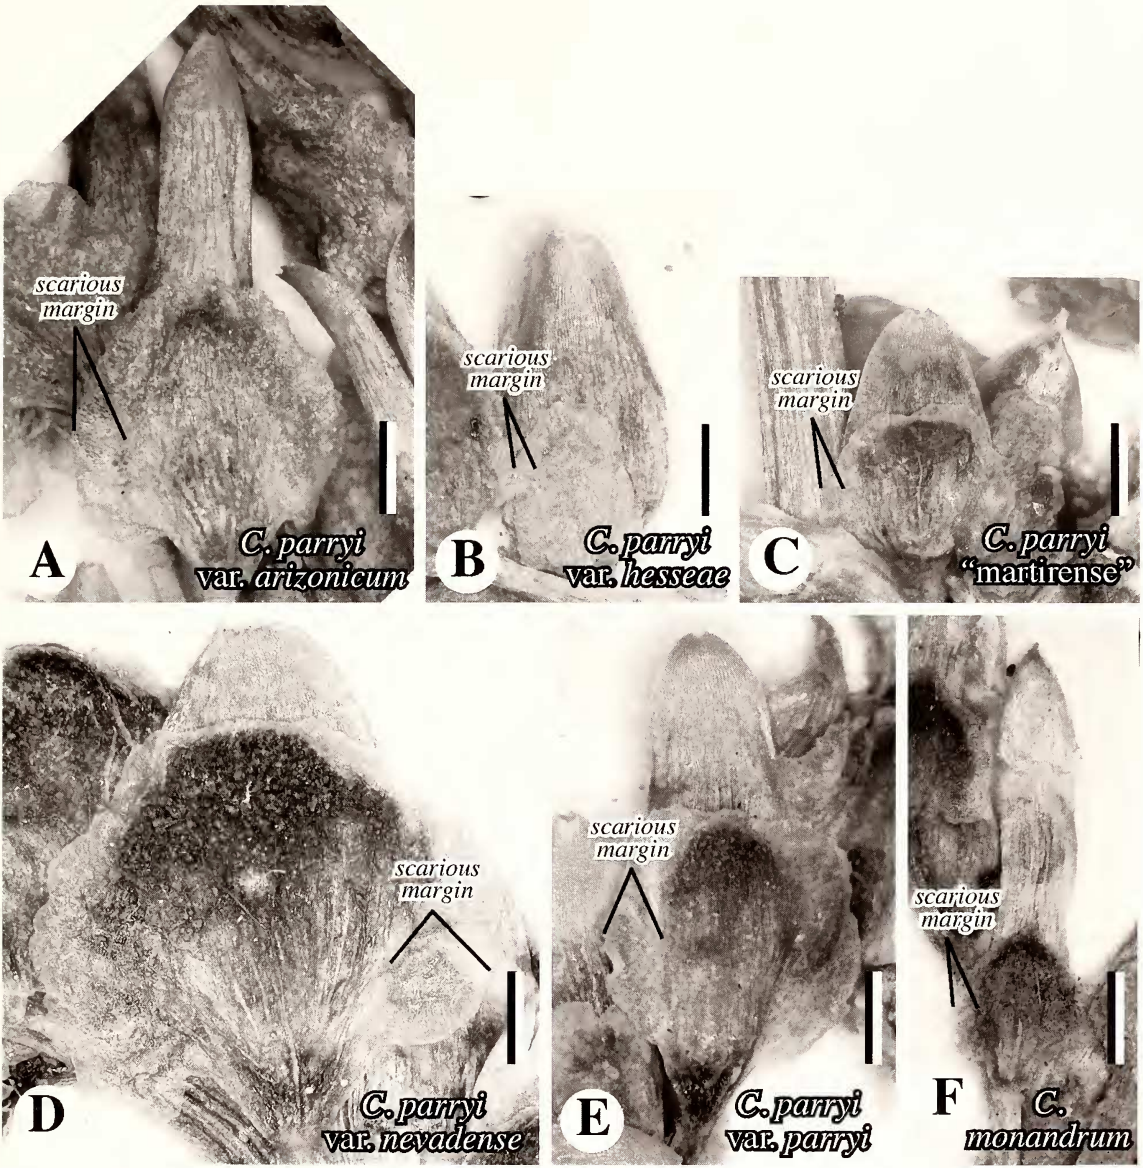 scarious
margin
A
C. parryi
var. arizonicum
scarious
margin
B
C. parryi
var. hesseae
scarious
margin
C
C. parryi
“martirense”
scarious
margin
D
C. parryi
var. nevadense
scarious
margin
E
C. parryi
var. parryi
scarious
margin
F
C.
monandrum